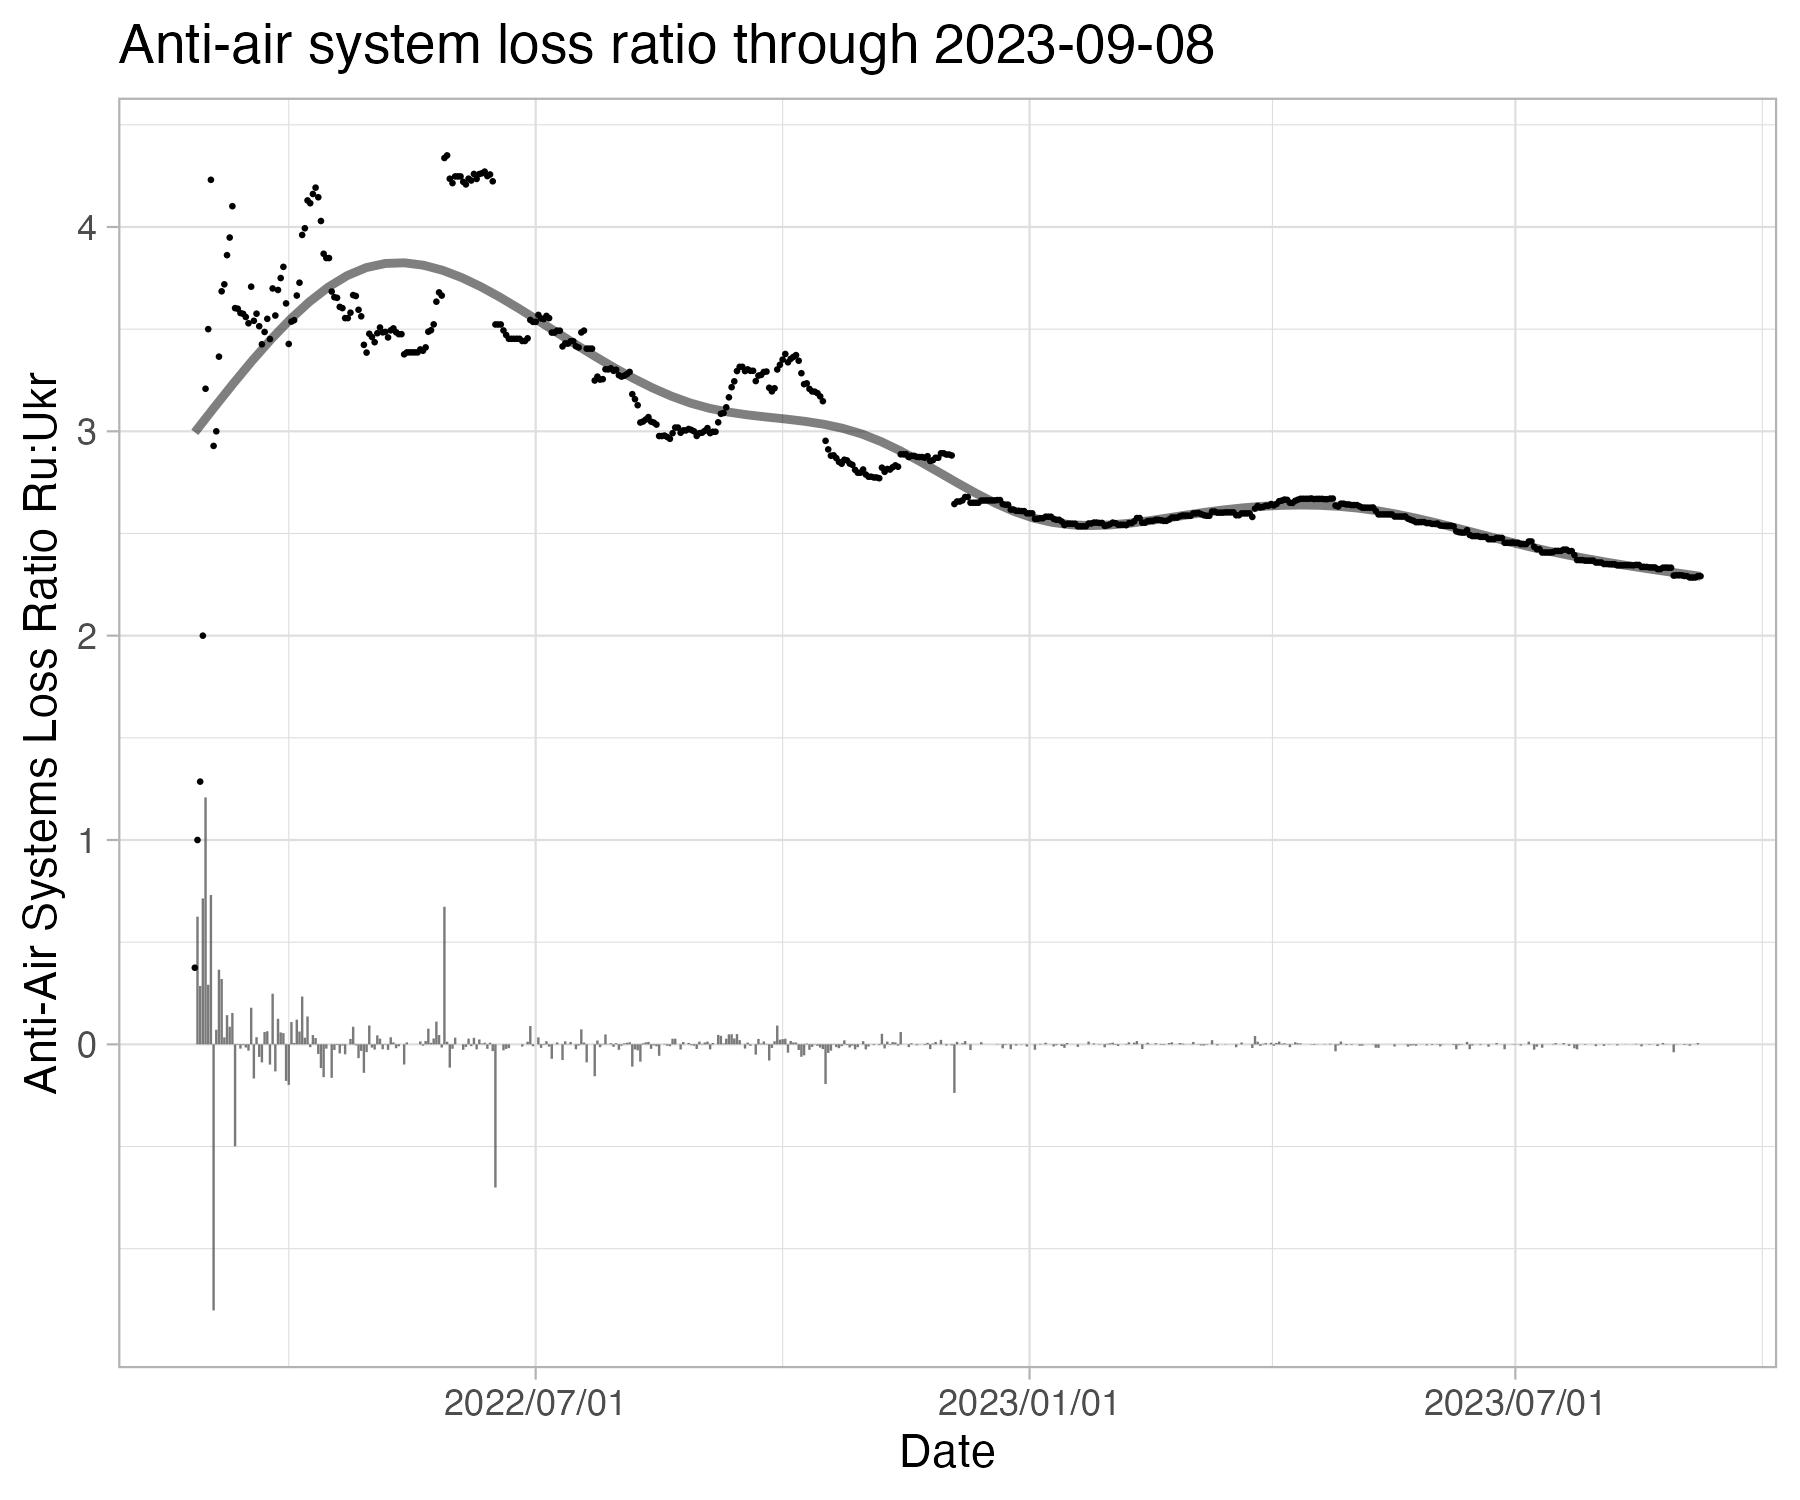 Anti-air system loss ratio through 2023-09-08
Anti-Air Systems Loss Ratio Ru:Ukr
4
3
2
1
0
2022/07/01
2023/01/01
2023/07/01
Date